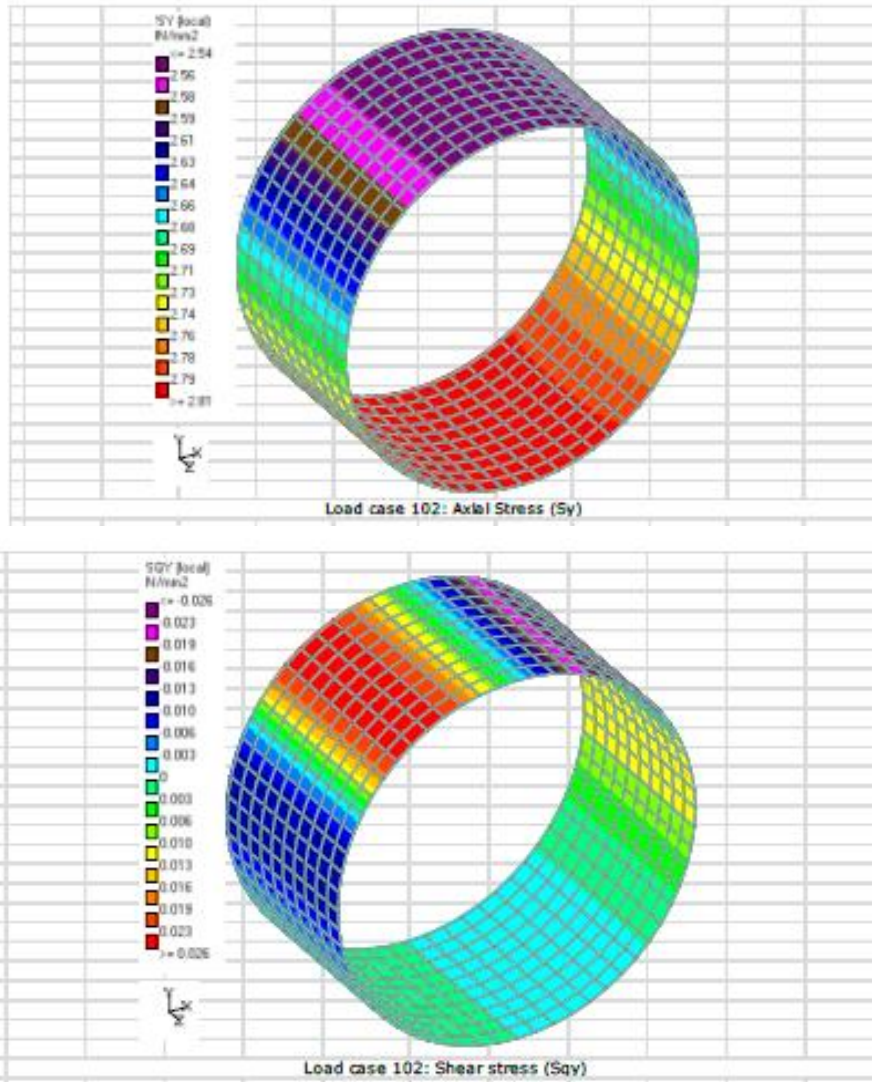 SY (local)
N/mm2
<= 2.54
2.56
2.58
2.59
2.61
2.63
2.64
2.66
2.68
2.69
2.71
2.73
2.74
2.76
2.78
2.79
>= 2.81
Y
X
Z
Load case 102: Axial Stress (Sy)
SQY (local)
N/mm2
<= -0.026
0.023
0.019
0.016
0.013
0.010
0.006
0.003
0
0.003
0.006
0.010
0.013
0.016
0.019
0.023
>= 0.026
Y
X
Z
Load case 102: Shear stress (Sqy)